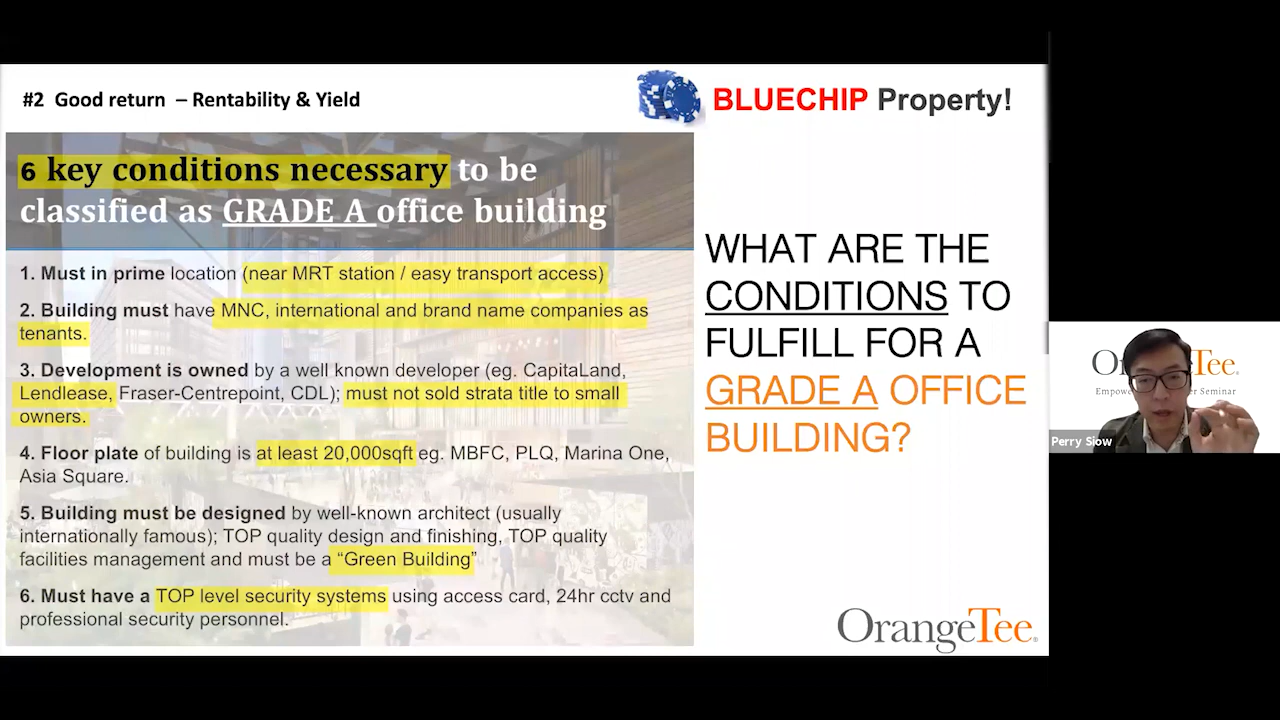 #2 Good return – Rentability & Yield
BLUECHIP Property!
6 key conditions necessary to be
classified as GRADE A office building
1. Must in prime location (near MRT station / easy transport access)
2. Building must have MNC, international and brand name companies as
tenants.
3. Development is owned by a well known developer (eg. CapitaLand,
Lendlease, Fraser-Centrepoint, CDL); must not sold strata title to small
owners.
4. Floor plate of building is at least 20,000sqft eg. MBFC, PLQ, Marina One,
Asia Square.
5. Building must be designed by well-known architect (usually
internationally famous); TOP quality design and finishing, TOP quality
facilities management and must be a “Green Building”
6. Must have a TOP level security systems using access card, 24hr cctv and
professional security personnel.
WHAT ARE THE
CONDITIONS TO
FULFILL FOR A
GRADE A OFFICE
BUILDING?
OrangeTee
Seminar
Perry Siow